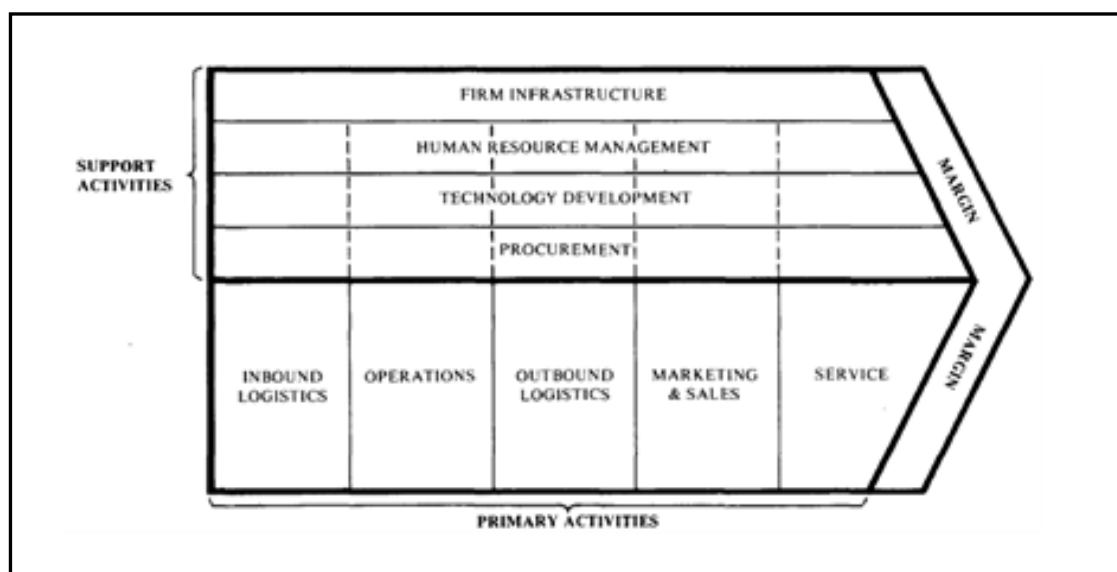 FIRM INFRASTRUCTURE
HUMAN RESOURCE MANAGEMENT
SUPPORT
ACTIVITIES
TECHNOLOGY DEVELOPMENT
PROCUREMENT
MARGIN
INBOUND
LOGISTICS
OPERATIONS
OUTBOUND
LOGISTICS
MARKETING
& SALES
SERVICE
MARGIN
PRIMARY ACTIVITIES